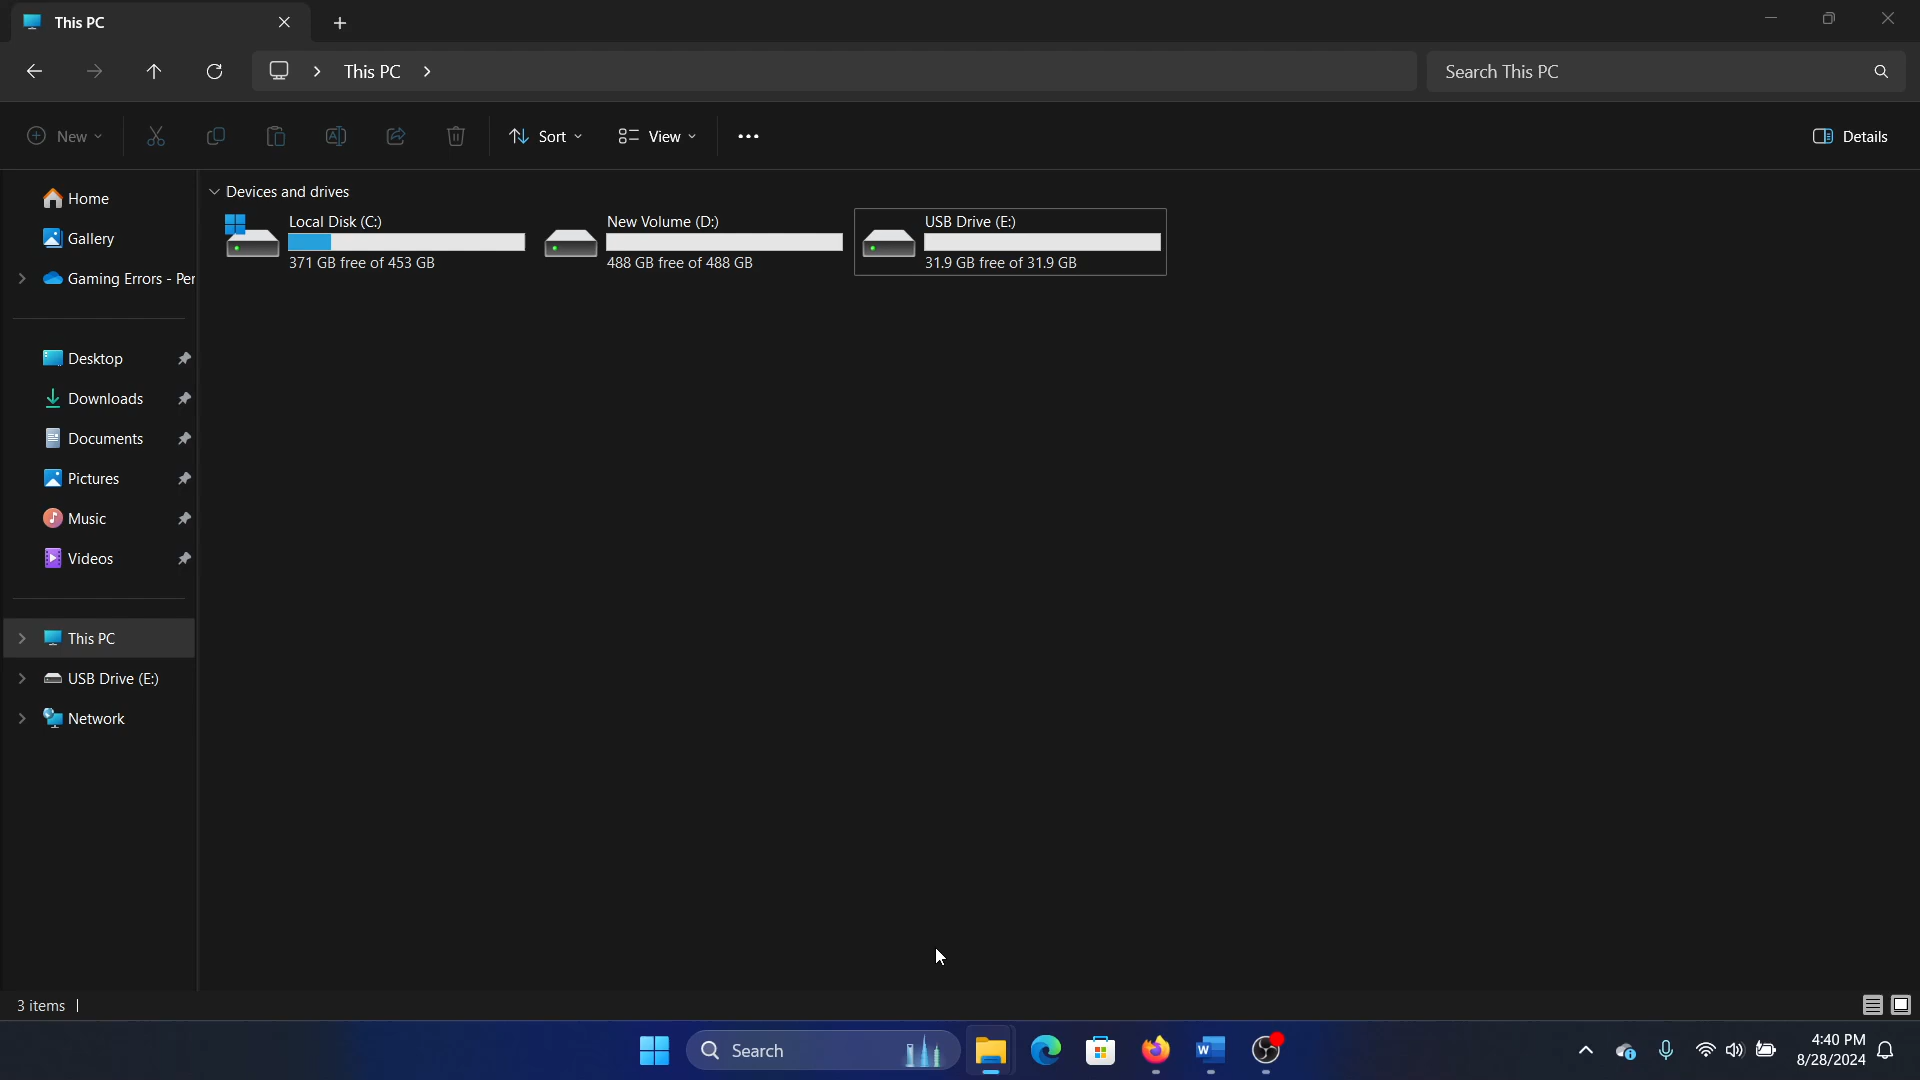 This PC
This PC
Search This PC
New
Sort
View
Details
Home
Gallery
Gaming Errors - Per
Desktop
Downloads
Documents
Pictures
Music
Videos
This PC
USB Drive (E:)
Network
Devices and drives
Local Disk (C:)
371 GB free of 453 GB
New Volume (D:)
488 GB free of 488 GB
USB Drive (E:)
31.9 GB free of 31.9 GB
3 items
Search
4:40 PM
8/28/2024